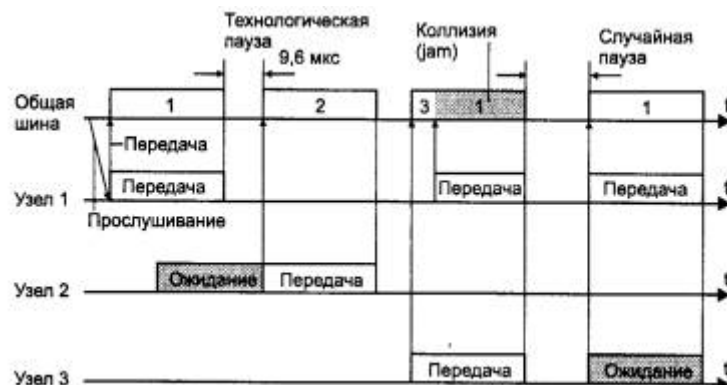 Технологическая
пауза
9,6 мкс
Коллизия
(jam)
Случайная
пауза
Общая
шина
1
2
3
1
1
t
Передача
Узел 1
Передача
Передача
Передача
t
Прослушивание
Узел 2
Ожидание
Передача
t
Узел 3
Передача
Ожидание
t